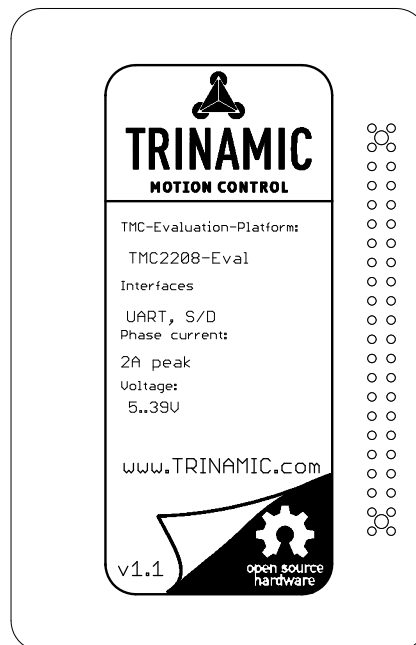 TRINAMIC
MOTION CONTROL
TMC-Evaluation-Platform:
TMC2208-Eval
Interfaces
UART, S/D
Phase current:
2A peak
Voltage:
5..39V
www.TRINAMIC.com
v1.1
open source
hardware